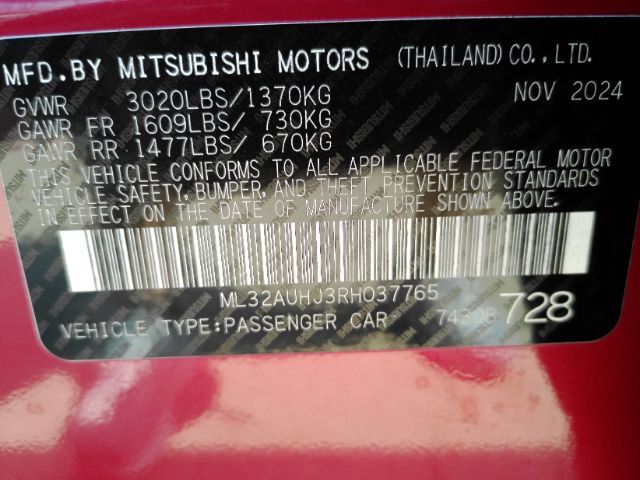 MFD.BY MITSUBISHI MOTORS (THAILAND)CO.,LTD.
GVWR 3020LBS/1370KG NOV 2024
GAWR FR 1609LBS/ 730KG
GAWR RR 1477LBS/ 670KG
THIS VEHICLE CONFORMS TO ALL APPLICABLE FEDERAL MOTOR
VEHICLE SAFETY, BUMPER, AND THEFT PREVENTION STANDARDS
IN EFFECT ON THE DATE OF MANUFACTURE SHOWN ABOVE.
ML32AUHJ3RH037765
VEHICLE TYPE:PASSENGER CAR 728